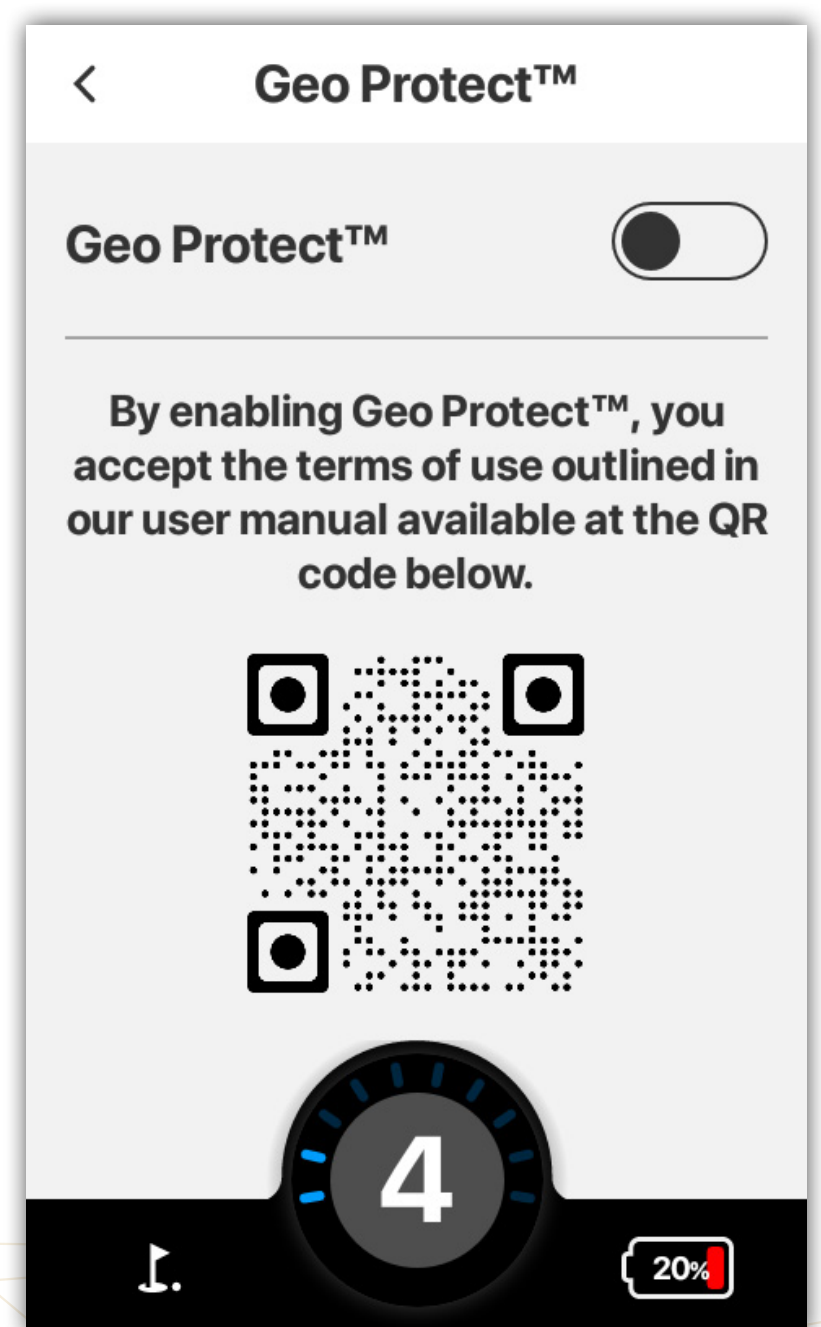 Geo Protect™
Geo Protect™
By enabling Geo Protect™, you
accept the terms of use outlined in
our user manual available at the QR
code below.
4
20%